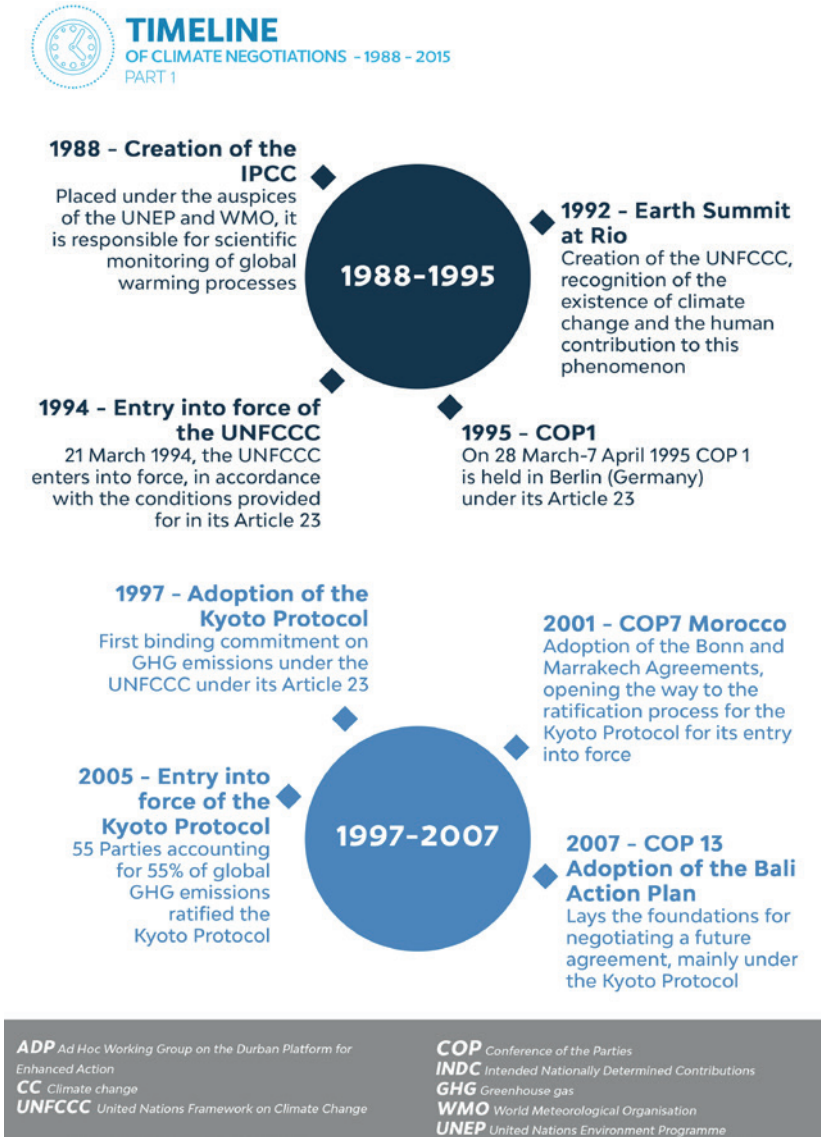 TIMELINE
OF CLIMATE NEGOTIATIONS - 1988 - 2015
PART 1
1988 - Creation of the
IPCC
Placed under the auspices
of the UNEP and WMO, it
is responsible for scientific
monitoring of global
warming processes
1988-1995
1992 - Earth Summit
at Rio
Creation of the UNFCCC,
recognition of the
existence of climate
change and the human
contribution to this
phenomenon
1994 - Entry into force of
the UNFCCC
21 March 1994, the UNFCCC
enters into force, in accordance
with the conditions provided
for in its Article 23
1995 - COP1
On 28 March-7 April 1995 COP 1
is held in Berlin (Germany)
under its Article 23
1997 - Adoption of the
Kyoto Protocol
First binding commitment on
GHG emissions under the
UNFCCC under its Article 23
2001 - COP7 Morocco
Adoption of the Bonn and
Marrakech Agreements,
opening the way to the
ratification process for the
Kyoto Protocol for its entry
into force
2005 - Entry into
force of the
Kyoto Protocol
55 Parties accounting
for 55% of global
GHG emissions
ratified the
Kyoto Protocol
1997-2007
2007 - COP 13
Adoption of the Bali
Action Plan
Lays the foundations for
negotiating a future
agreement, mainly under
the Kyoto Protocol
ADP Ad Hoc Working Group on the Durban Platform for
Enhanced Action
CC Climate change
UNFCCC United Nations Framework on Climate Change
COP Conference of the Parties
INDC Intended Nationally Determined Contributions
GHG Greenhouse gas
WMO World Meteorological Organisation
UNEP United Nations Environment Programme